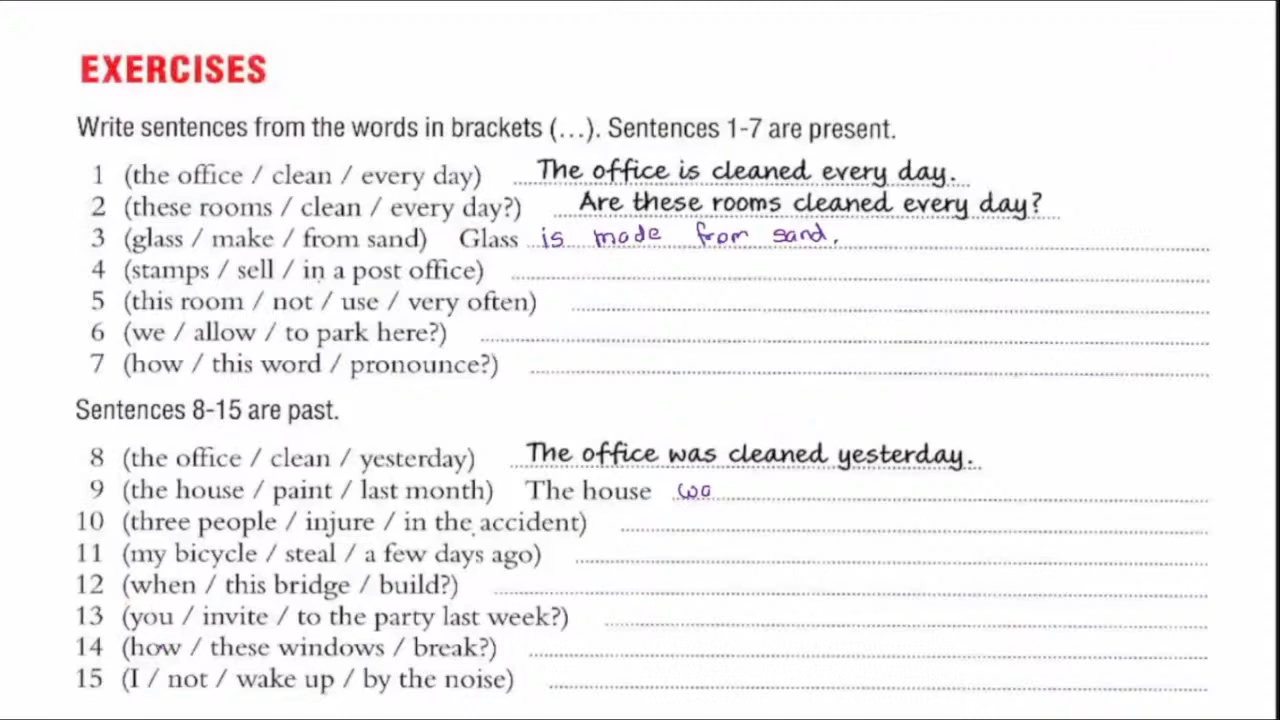 EXERCISES
Write sentences from the words in brackets (...). Sentences 1-7 are present.
1 (the office / clean / every day) The office is cleaned every day.
2 (these rooms / clean / every day?) Are these rooms cleaned every day?
3 (glass / make / from sand) Glass is made from sand.
4 (stamps / sell / in a post office)
5 (this room / not / use / very often)
6 (we / allow / to park here?)
7 (how / this word / pronounce?)
Sentences 8-15 are past.
8 (the office / clean / yesterday) The office was cleaned yesterday.
9 (the house / paint / last month) The house wa
10 (three people / injure / in the accident)
11 (my bicycle / steal / a few days ago)
12 (when / this bridge / build?)
13 (you / invite / to the party last week?)
14 (how / these windows / break?)
15 (I / not / wake up / by the noise)